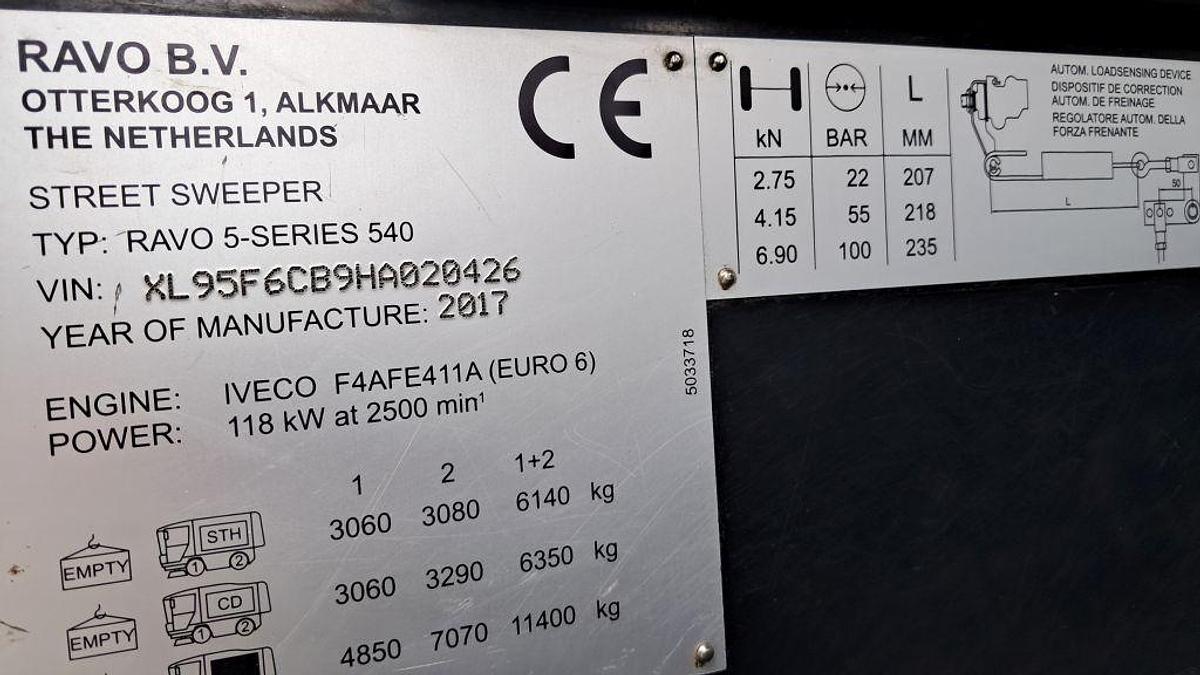 RAVO B.V.
OTTERKOOG 1, ALKMAAR
THE NETHERLANDS
CE
STREET SWEEPER
TYP: RAVO 5-SERIES 540
VIN: XL95F6CB9HA020426
YEAR OF MANUFACTURE: 2017
ENGINE: IVECO F4AFE411A (EURO 6)
POWER: 118 kW at 2500 min¹
1 2 1+2
EMPTY STH 1 2 3060 3080 6140 kg
EMPTY CD 1 2 3060 3290 6350 kg
4850 7070 11400 kg
5033718
L
kN BAR MM
2.75 22 207
4.15 55 218
6.90 100 235
AUTOM. LOADSENSING DEVICE
DISPOSITIF DE CORRECTION
AUTOM. DE FREINAGE
REGOLATORE AUTOM. DELLA
FORZA FRENANTE
50
L